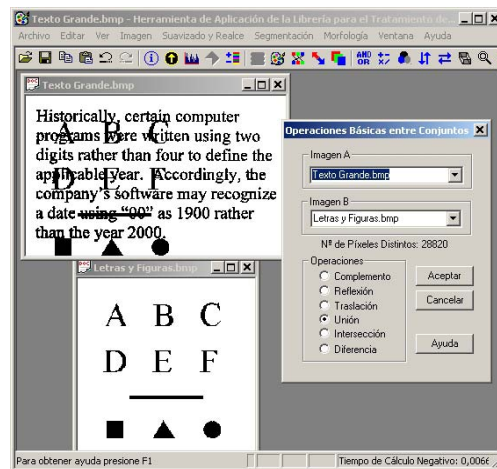 Texto Grande.bmp - Herramienta de Aplicación de la Librería para el Tratamiento de...
Archivo Editar Ver Imagen Suavizado y Realce Segmentación Morfología Ventana Ayuda
AND
OR
Texto Grande.bmp
Historically, certain computer
programs were written using two
digits rather than four to define the
applicable year. Accordingly, the
company's software may recognize
a date using "00" as 1900 rather
than the year 2000.
A B C
D E F
Letras y Figuras.bmp
A B C
D E F
Operaciones Básicas entre Conjuntos
Imagen A
Texto Grande.bmp
Imagen B
Letras y Figuras.bmp
Nº de Píxeles Distintos: 28820
Operaciones
Complemento
Reflexión
Traslación
Unión
Intersección
Diferencia
Aceptar
Cancelar
Ayuda
Para obtener ayuda presione F1
Tiempo de Cálculo Negativo: 0,006